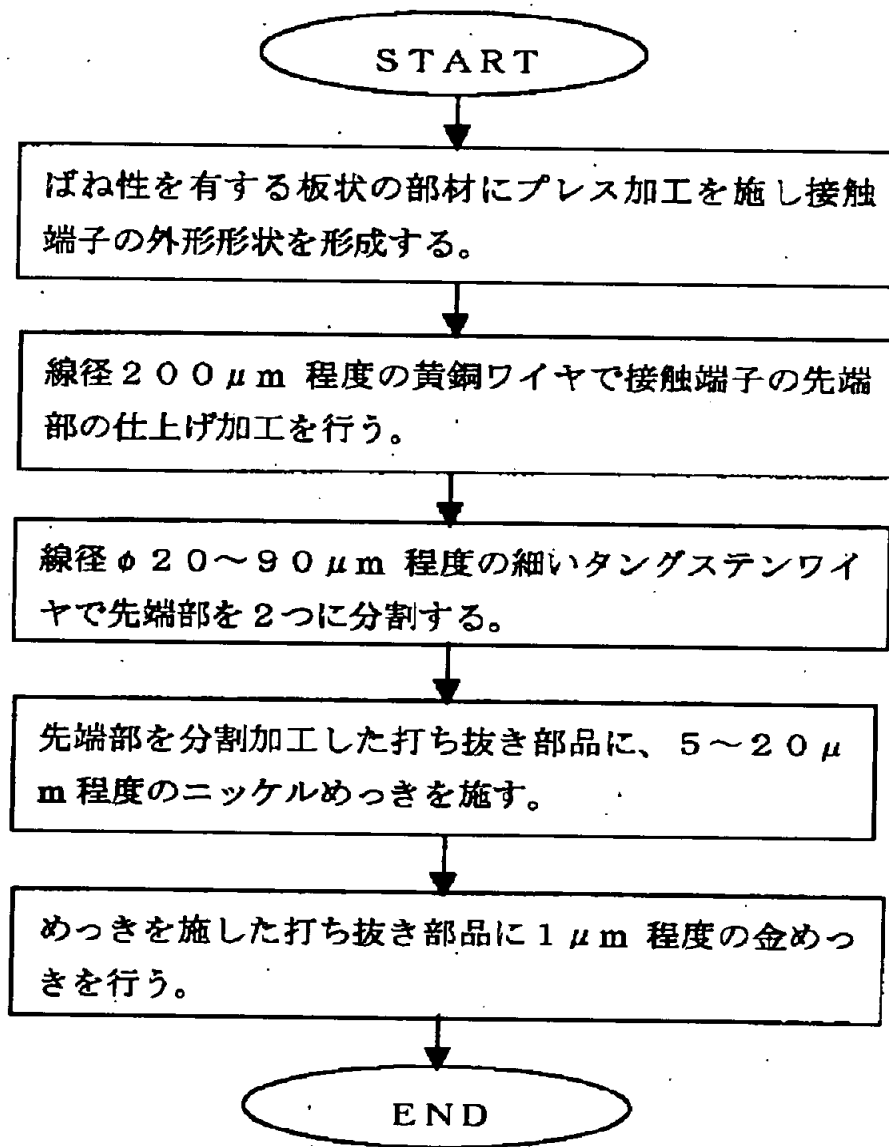 START
ばね性を有する板状の部材にプレス加工を施し接触
端子の外形形状を形成する。
線径２００μm 程度の黄銅ワイヤで接触端子の先端
部の仕上げ加工を行う。
線径φ２０～９０μm 程度の細いタングステンワイ
ヤで先端部を２つに分割する。
先端部を分割加工した打ち抜き部品に、５～２０μ
m 程度のニッケルめっきを施す。
めっきを施した打ち抜き部品に１μm 程度の金めっ
きを行う。
END